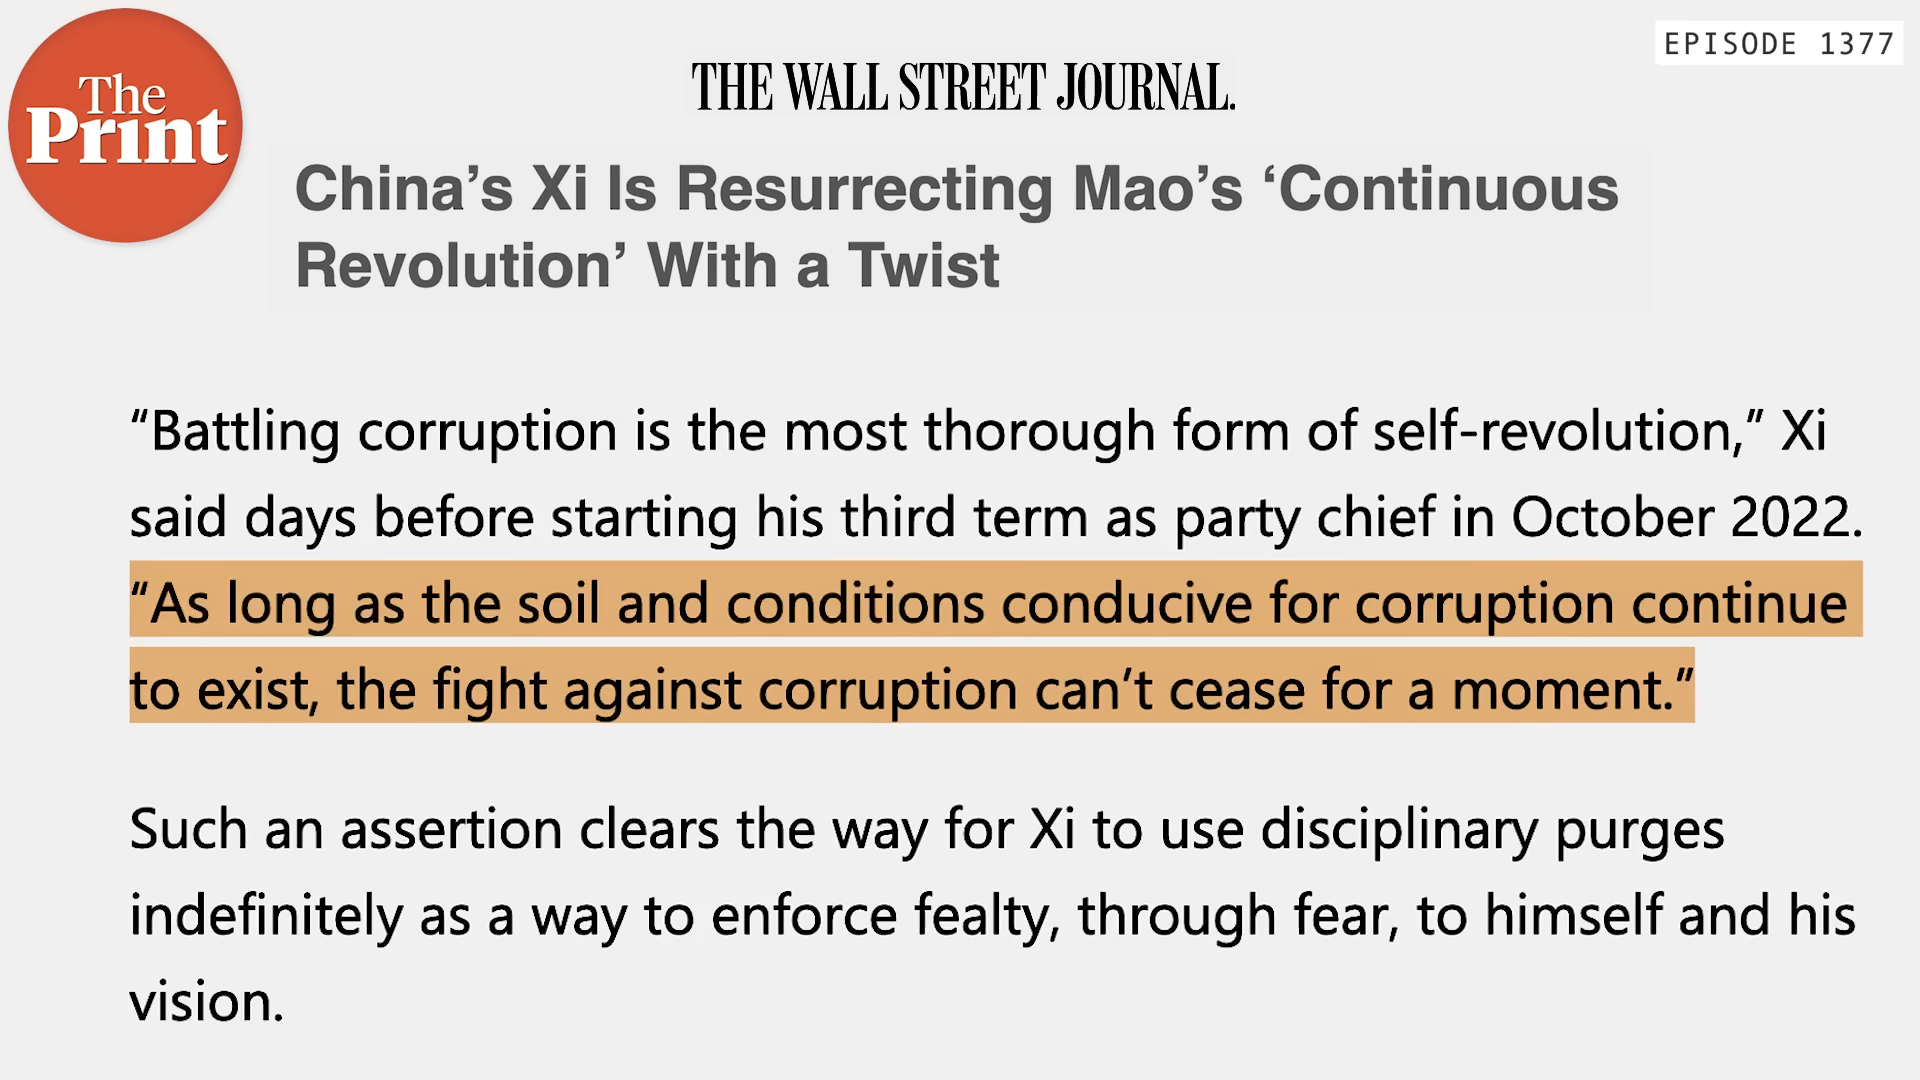 The
Print
EPISODE 1377
THE WALL STREET JOURNAL.
China’s Xi Is Resurrecting Mao’s ‘Continuous
Revolution’ With a Twist
“Battling corruption is the most thorough form of self-revolution,” Xi
said days before starting his third term as party chief in October 2022.
“As long as the soil and conditions conducive for corruption continue
to exist, the fight against corruption can’t cease for a moment.”
Such an assertion clears the way for Xi to use disciplinary purges
indefinitely as a way to enforce fealty, through fear, to himself and his
vision.